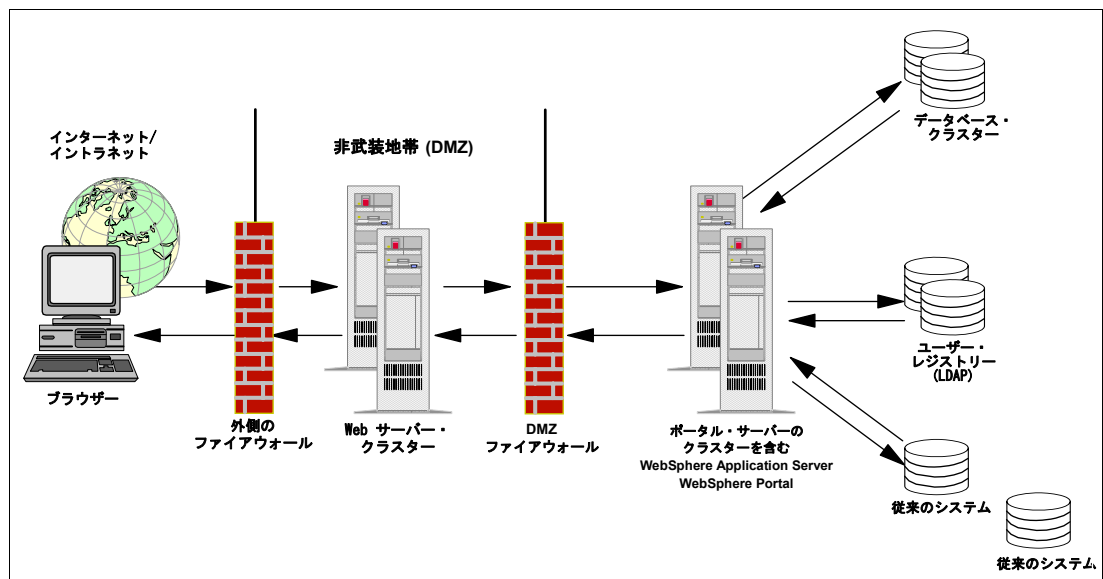 インターネット/
イントラネット
非武装地帯 (DMZ)
データベース・
クラスター
ブラウザー
外側の
ファイアウォール
Web サーバー・
クラスター
DMZ
ファイアウォール
ポータル・サーバーの
クラスターを含む
WebSphere Application Server
WebSphere Portal
ユーザー・
レジストリー
(LDAP)
従来のシステム
従来のシステム